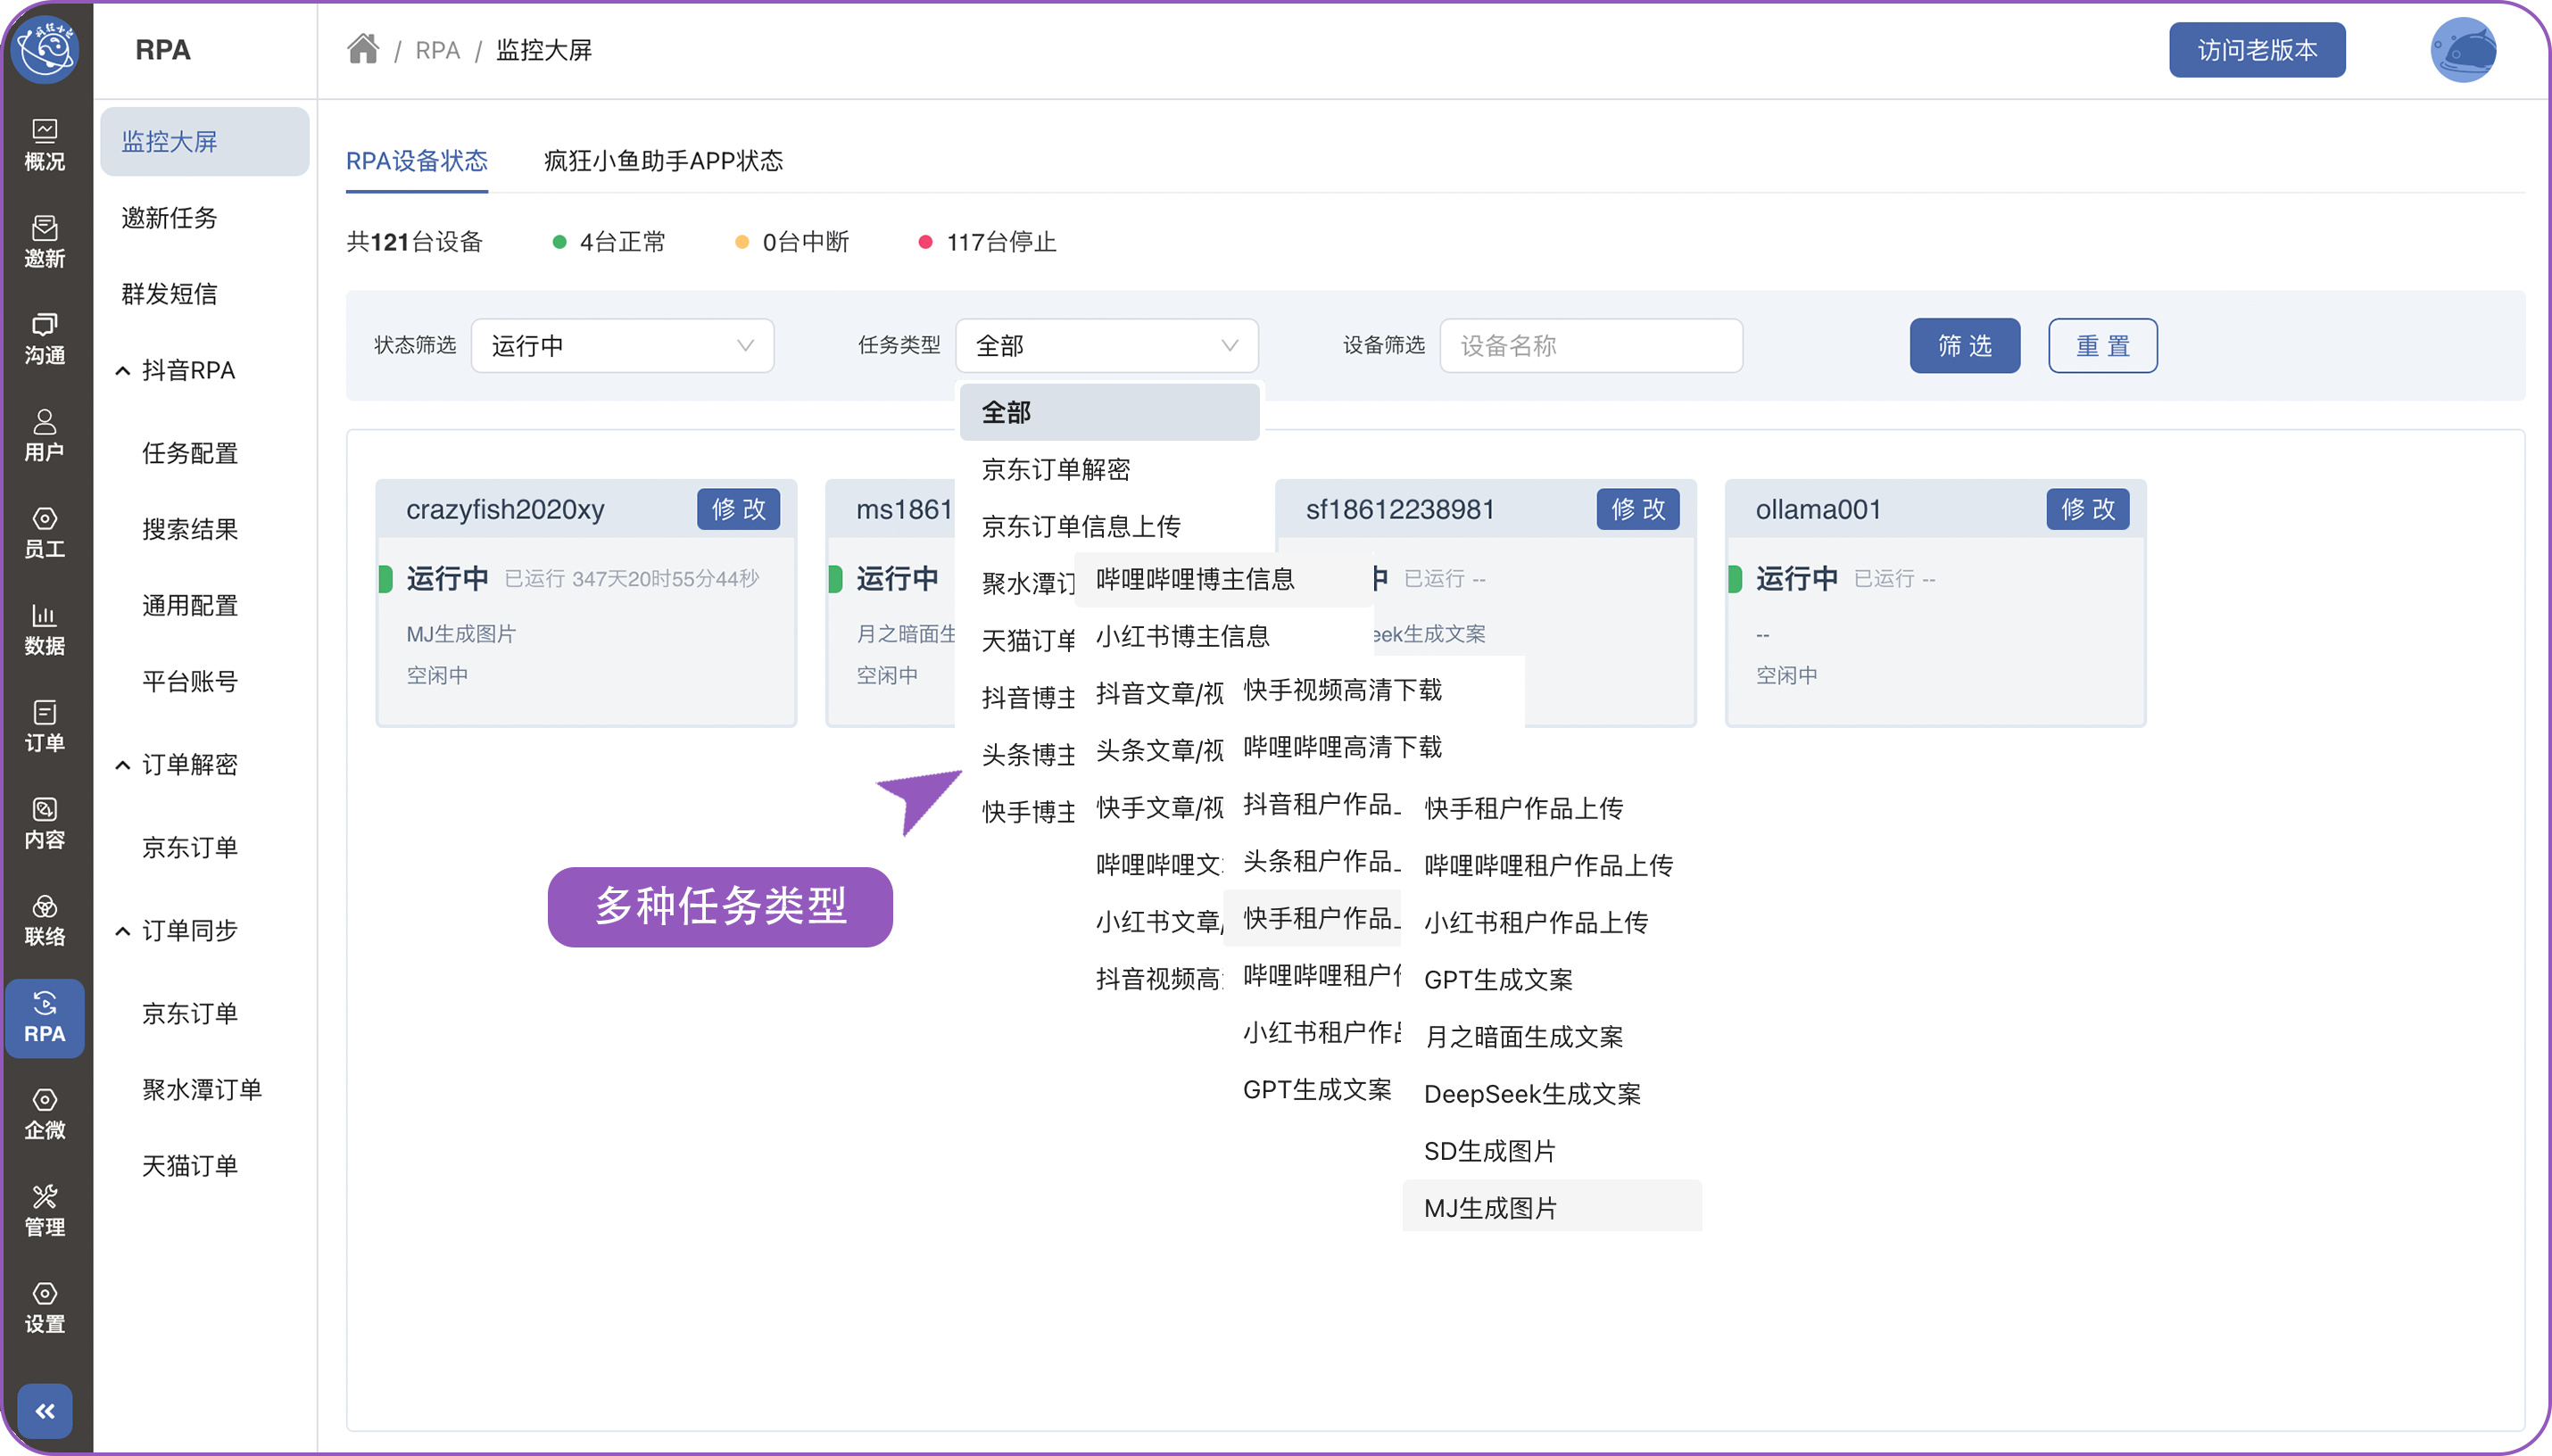 RPA
/ RPA / 监控大屏
访问老版本
概况
邀新
沟通
用户
员工
数据
订单
内容
联络
RPA
企微
管理
设置
监控大屏
邀新任务
群发短信
抖音RPA
任务配置
搜索结果
通用配置
平台账号
订单解密
京东订单
订单同步
京东订单
聚水潭订单
天猫订单
RPA设备状态 疯狂小鱼助手APP状态
共121台设备 4台正常 0台中断 117台停止
状态筛选 运行中 任务类型 全部 设备筛选 设备名称 筛选 重置
crazyfish2020xy 修改
运行中 已运行 347天20时55分44秒
MJ生成图片
空闲中
ms1861
运行中
月之暗面生
空闲中
sf18612238981 修改
中 已运行 --
eek生成文案
ollama001 修改
运行中 已运行 --
--
空闲中
全部
京东订单解密
京东订单信息上传
聚水潭订
天猫订单
抖音博主
头条博主
快手博主
哔哩哔哩博主信息
小红书博主信息
抖音文章/视
头条文章/视
快手文章/视
哔哩哔哩文
小红书文章/
抖音视频高
快手视频高清下载
哔哩哔哩高清下载
抖音租户作品
头条租户作品
快手租户作品
哔哩哔哩租户作
小红书租户作品
GPT生成文案
快手租户作品上传
哔哩哔哩租户作品上传
小红书租户作品上传
GPT生成文案
月之暗面生成文案
DeepSeek生成文案
SD生成图片
MJ生成图片
多种任务类型